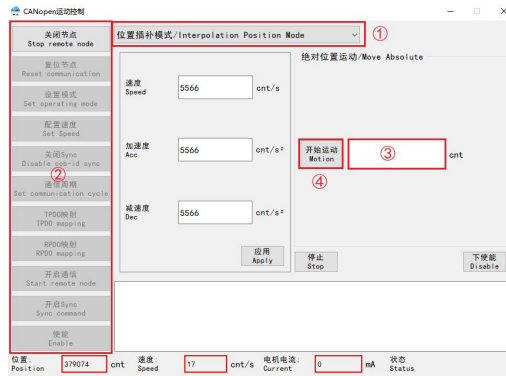 CANopen运动控制
关闭节点
Stop remote node
位置插补模式/Interpolation Position Mode
①
复位节点
Reset communication
设置模式
Set operating mode
配置速度
Set Speed
关闭Sync
Disable cob-id sync
②
通信周期
Set communication cycle
TPDO映射
TPDO mapping
RPDO映射
RPDO mapping
开启通信
Start remote node
开启Sync
Sync command
使能
Enable
速度
Speed
5566
cnt/s
加速度
Acc
5566
cnt/s²
减速度
Dec
5566
cnt/s²
应用
Apply
绝对位置运动/Move Absolute
开始运动
Motion
③
cnt
④
停止
Stop
下使能
Disable
位置:
Position
379074
cnt
速度:
Speed
17
cnt/s
电机电流:
Current
0
mA
状态
Status